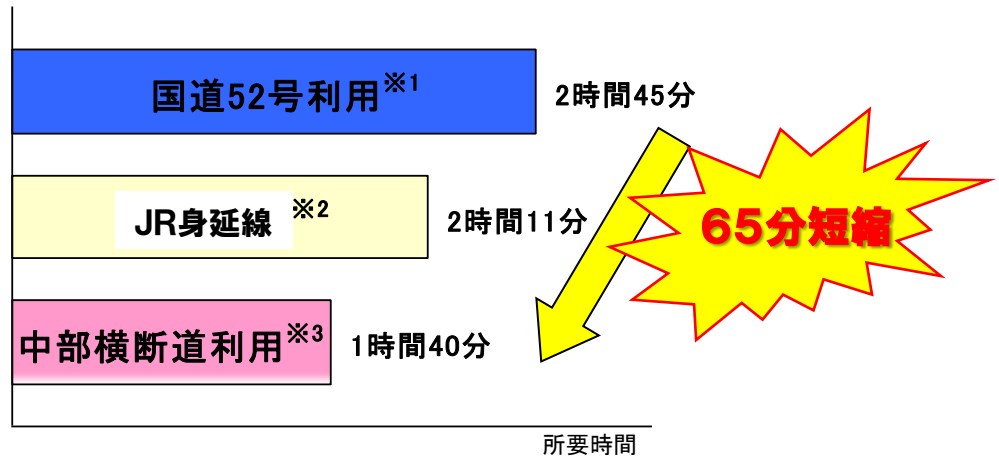 国道52号利用※1
2時間45分
JR身延線 ※2
2時間11分
65分短縮
中部横断道利用※3
1時間40分
所要時間